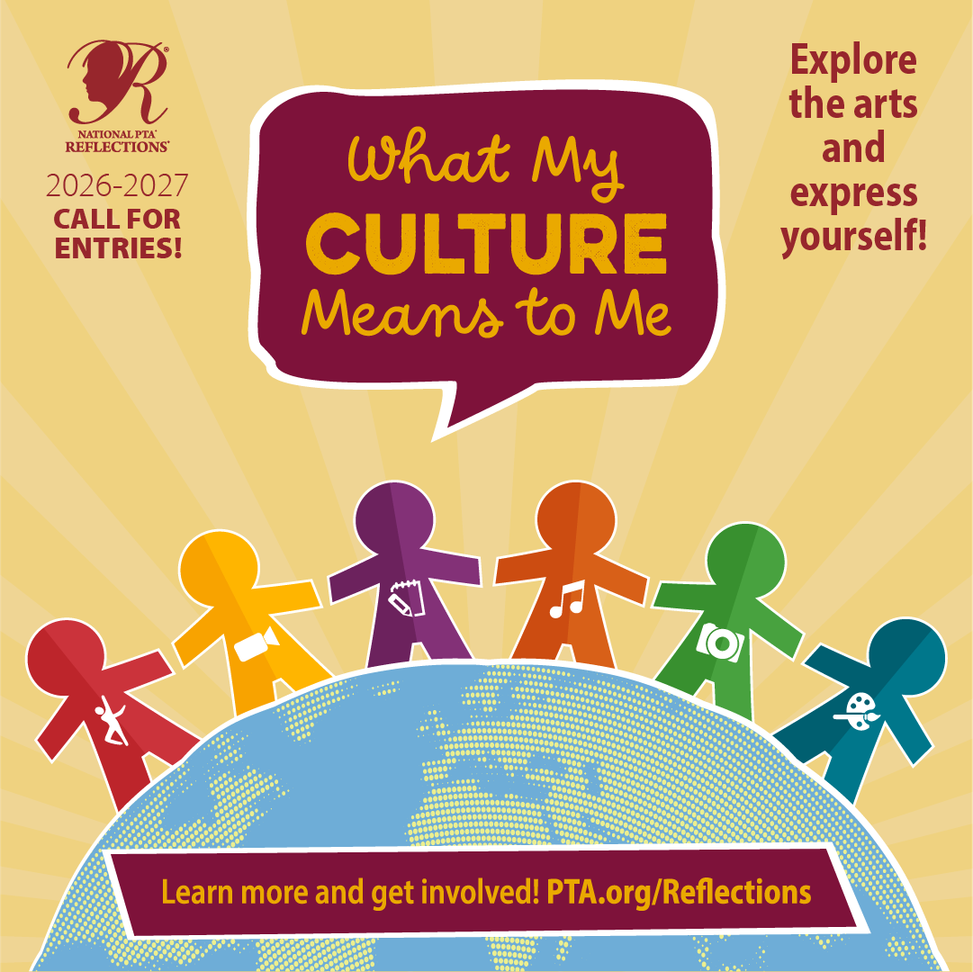 NATIONAL PTA®
REFLECTIONS®
2026-2027
CALL FOR
ENTRIES!
What My
CULTURE
Means to Me
Explore
the arts
and
express
yourself!
Learn more and get involved! PTA.org/Reflections